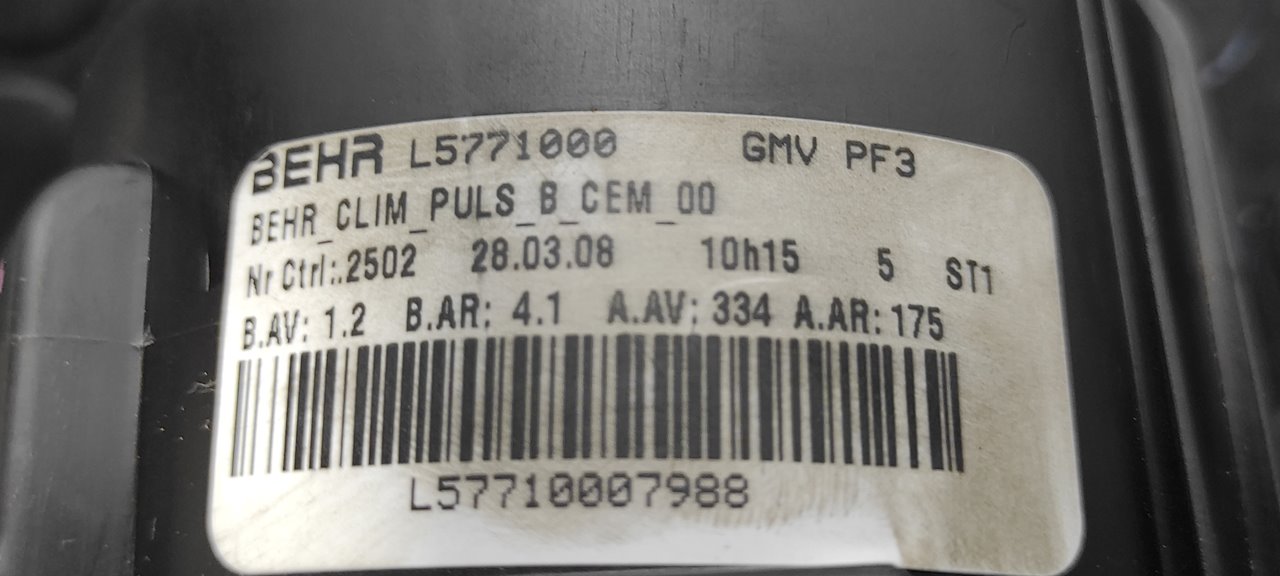 BEHR L5771000 GMV PF3
BEHR_CLIM_PULS_B_CEM_00
Nr Ctrl:.2502 28.03.08 10h15 5 ST1
B.AV: 1.2 B.AR: 4.1 A.AV: 334 A.AR: 175
L57710007988